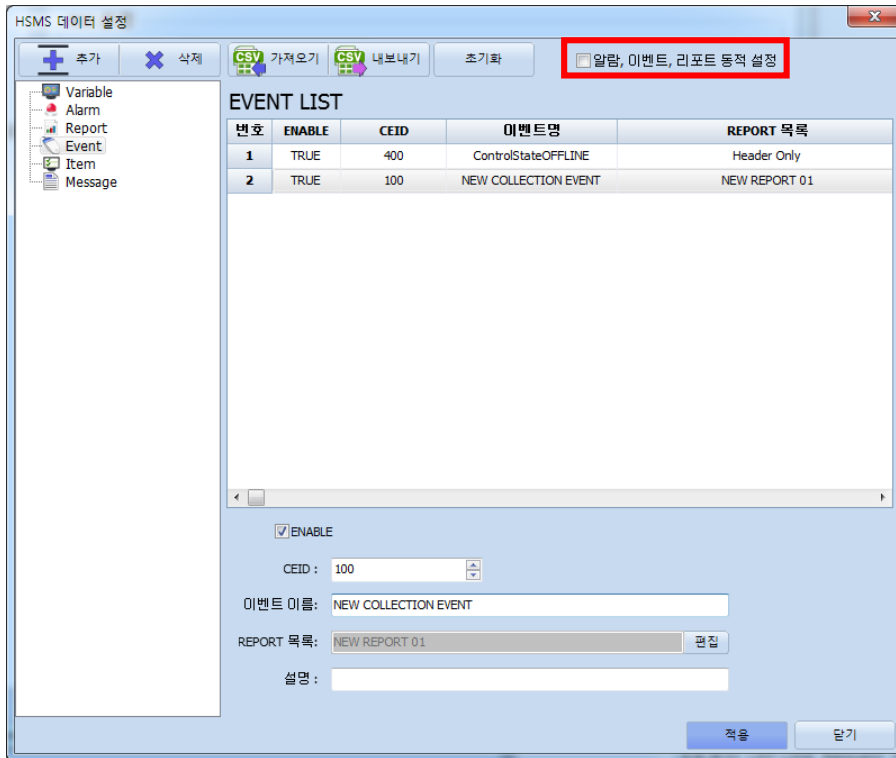 HSMS 데이터 설정
추가 삭제 CSV 가져오기 CSV 내보내기 초기화 알람, 이벤트, 리포트 동적 설정
Variable
Alarm
Report
Event
Item
Message
EVENT LIST
번호 ENABLE CEID 이벤트명 REPORT 목록
1 TRUE 400 ControlStateOFFLINE Header Only
2 TRUE 100 NEW COLLECTION EVENT NEW REPORT 01
ENABLE
CEID : 100
이벤트 이름: NEW COLLECTION EVENT
REPORT 목록: NEW REPORT 01 편집
설명 :
적용 닫기